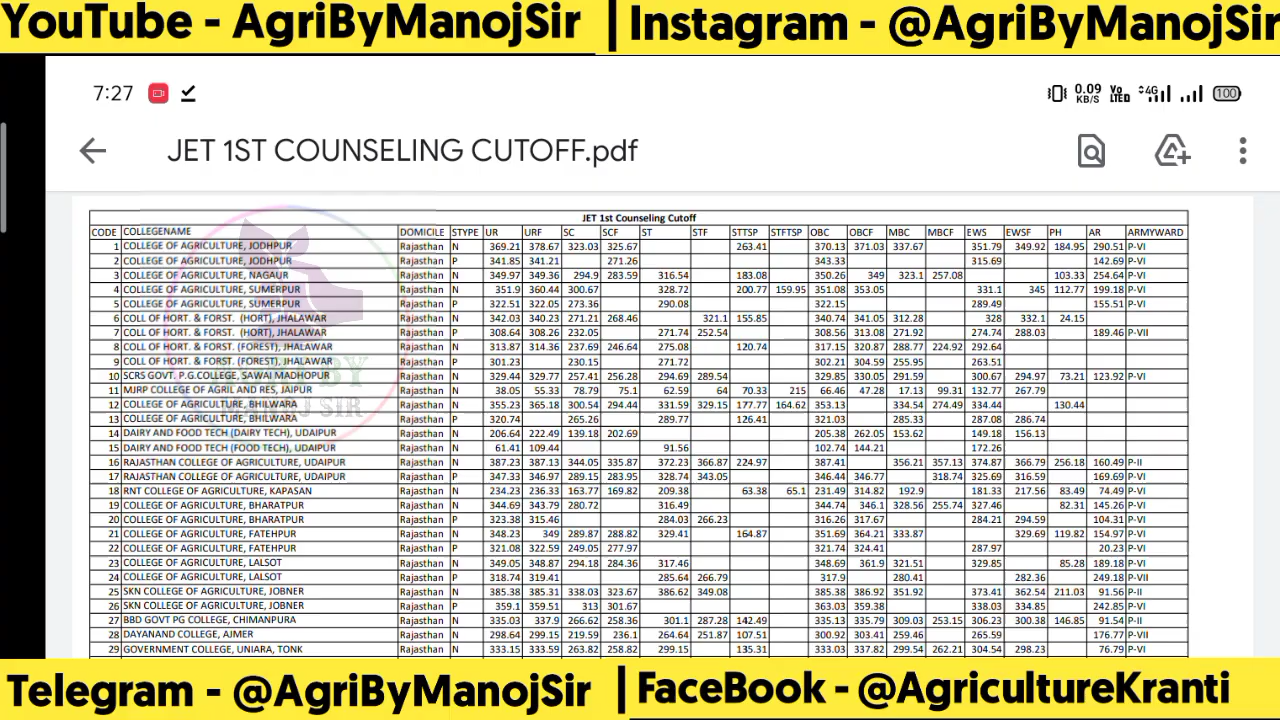 YouTube - AgriByManojSir | Instagram - @AgriByManojSir
7:27 0.09 KB/S Vo LTED 4G 100
JET 1ST COUNSELING CUTOFF.pdf
JET 1st Counseling Cutoff
CODE COLLEGENAME DOMICILE STYPE UR URF SC SCF ST STF STTSP STFTSP OBC OBCF MBC MBCF EWS EWSF PH AR ARMYWARD
1 COLLEGE OF AGRICULTURE, JODHPUR Rajasthan N 369.21 378.67 323.03 325.67 263.41 370.13 371.03 337.67 351.79 349.92 184.95 290.51 P-VI
2 COLLEGE OF AGRICULTURE, JODHPUR Rajasthan P 341.85 341.21 271.26 343.33 315.69 142.69 P-VI
3 COLLEGE OF AGRICULTURE, NAGAUR Rajasthan N 349.97 349.36 294.9 283.59 316.54 183.08 350.26 349 323.1 257.08 103.33 254.64 P-VI
4 COLLEGE OF AGRICULTURE, SUMERPUR Rajasthan N 351.9 360.44 300.67 328.72 200.77 159.95 351.08 353.05 331.1 345 112.77 199.18 P-VI
5 COLLEGE OF AGRICULTURE, SUMERPUR Rajasthan P 322.51 322.05 273.36 290.08 322.15 289.49 155.51 P-VI
6 COLL OF HORT. & FORST. (HORT), JHALAWAR Rajasthan N 342.03 340.23 271.21 268.46 321.1 155.85 340.74 341.05 312.28 328 332.1 24.15
7 COLL OF HORT. & FORST. (HORT), JHALAWAR Rajasthan P 308.64 308.26 232.05 271.74 252.54 308.56 313.08 271.92 274.74 288.03 189.46 P-VII
8 COLL OF HORT. & FORST. (FOREST), JHALAWAR Rajasthan N 313.87 314.36 237.69 246.64 275.08 120.74 317.15 320.87 288.77 224.92 292.64
9 COLL OF HORT. & FORST. (FOREST), JHALAWAR Rajasthan P 301.23 230.15 271.72 302.21 304.59 255.95 263.51
10 SCRS GOVT. P.G.COLLEGE, SAWAI MADHOPUR Rajasthan N 329.44 329.77 257.41 256.28 294.69 289.54 329.85 330.05 291.59 300.67 294.97 73.21 123.92 P-VI
11 MJRP COLLEGE OF AGRIL AND RES, JAIPUR Rajasthan N 38.05 55.33 78.79 75.1 62.59 64 70.33 215 66.46 47.28 17.13 99.31 132.77 267.79
12 COLLEGE OF AGRICULTURE, BHILWARA Rajasthan N 355.23 365.18 300.54 294.44 331.59 329.15 177.77 164.62 353.13 334.54 274.49 334.44 130.44
13 COLLEGE OF AGRICULTURE, BHILWARA Rajasthan P 320.74 265.26 289.77 126.41 321.03 285.33 287.08 286.74
14 DAIRY AND FOOD TECH (DAIRY TECH), UDAIPUR Rajasthan N 206.64 222.49 139.18 202.69 205.38 262.05 153.62 149.18 156.13
15 DAIRY AND FOOD TECH (FOOD TECH), UDAIPUR Rajasthan N 61.41 109.44 91.56 102.74 144.21 172.26
16 RAJASTHAN COLLEGE OF AGRICULTURE, UDAIPUR Rajasthan N 387.23 387.13 344.05 335.87 372.23 366.87 224.97 387.41 356.21 357.13 374.87 366.79 256.18 160.49 P-II
17 RAJASTHAN COLLEGE OF AGRICULTURE, UDAIPUR Rajasthan P 347.33 346.97 289.15 283.95 328.74 343.05 346.44 346.77 318.74 325.69 316.59 169.69 P-VI
18 RNT COLLEGE OF AGRICULTURE, KAPASAN Rajasthan N 234.23 236.33 163.77 169.82 209.38 63.38 65.1 231.49 314.82 192.9 181.33 217.56 83.49 74.49 P-VI
19 COLLEGE OF AGRICULTURE, BHARATPUR Rajasthan N 344.69 343.79 280.72 316.49 344.74 346.1 328.56 255.74 327.46 82.31 145.26 P-VI
20 COLLEGE OF AGRICULTURE, BHARATPUR Rajasthan P 323.38 315.46 284.03 266.23 316.26 317.67 284.21 294.59 104.31 P-VI
21 COLLEGE OF AGRICULTURE, FATEHPUR Rajasthan N 348.23 349 289.87 288.82 329.41 164.87 351.69 364.21 333.87 329.69 119.82 154.97 P-VI
22 COLLEGE OF AGRICULTURE, FATEHPUR Rajasthan P 321.08 322.59 249.05 277.97 321.74 324.41 287.97 20.23 P-VI
23 COLLEGE OF AGRICULTURE, LALSOT Rajasthan N 349.05 348.87 294.18 284.36 317.46 348.69 361.9 321.51 329.85 85.28 189.18 P-VI
24 COLLEGE OF AGRICULTURE, LALSOT Rajasthan P 318.74 319.41 285.64 266.79 317.9 280.41 282.36 249.18 P-VII
25 SKN COLLEGE OF AGRICULTURE, JOBNER Rajasthan N 385.38 385.31 338.03 323.67 386.62 349.08 385.38 386.92 351.92 373.41 362.54 211.03 91.56 P-II
26 SKN COLLEGE OF AGRICULTURE, JOBNER Rajasthan P 359.1 359.51 313 301.67 363.03 359.38 338.03 334.85 242.85 P-VI
27 BBD GOVT PG COLLEGE, CHIMANPURA Rajasthan N 335.03 337.9 266.62 258.36 301.1 287.28 142.49 335.13 335.79 309.03 253.15 306.23 300.38 146.85 91.54 P-II
28 DAYANAND COLLEGE, AJMER Rajasthan N 298.64 299.15 219.59 236.1 264.64 251.87 107.51 300.92 303.41 259.46 265.59 176.77 P-VII
29 GOVERNMENT COLLEGE, UNIARA, TONK Rajasthan N 333.15 333.59 263.82 258.82 299.15 135.31 333.03 337.82 299.54 262.21 304.54 298.23 76.79 P-VI
MANOJ SIR
Telegram - @AgriByManojSir | FaceBook - @AgricultureKranti